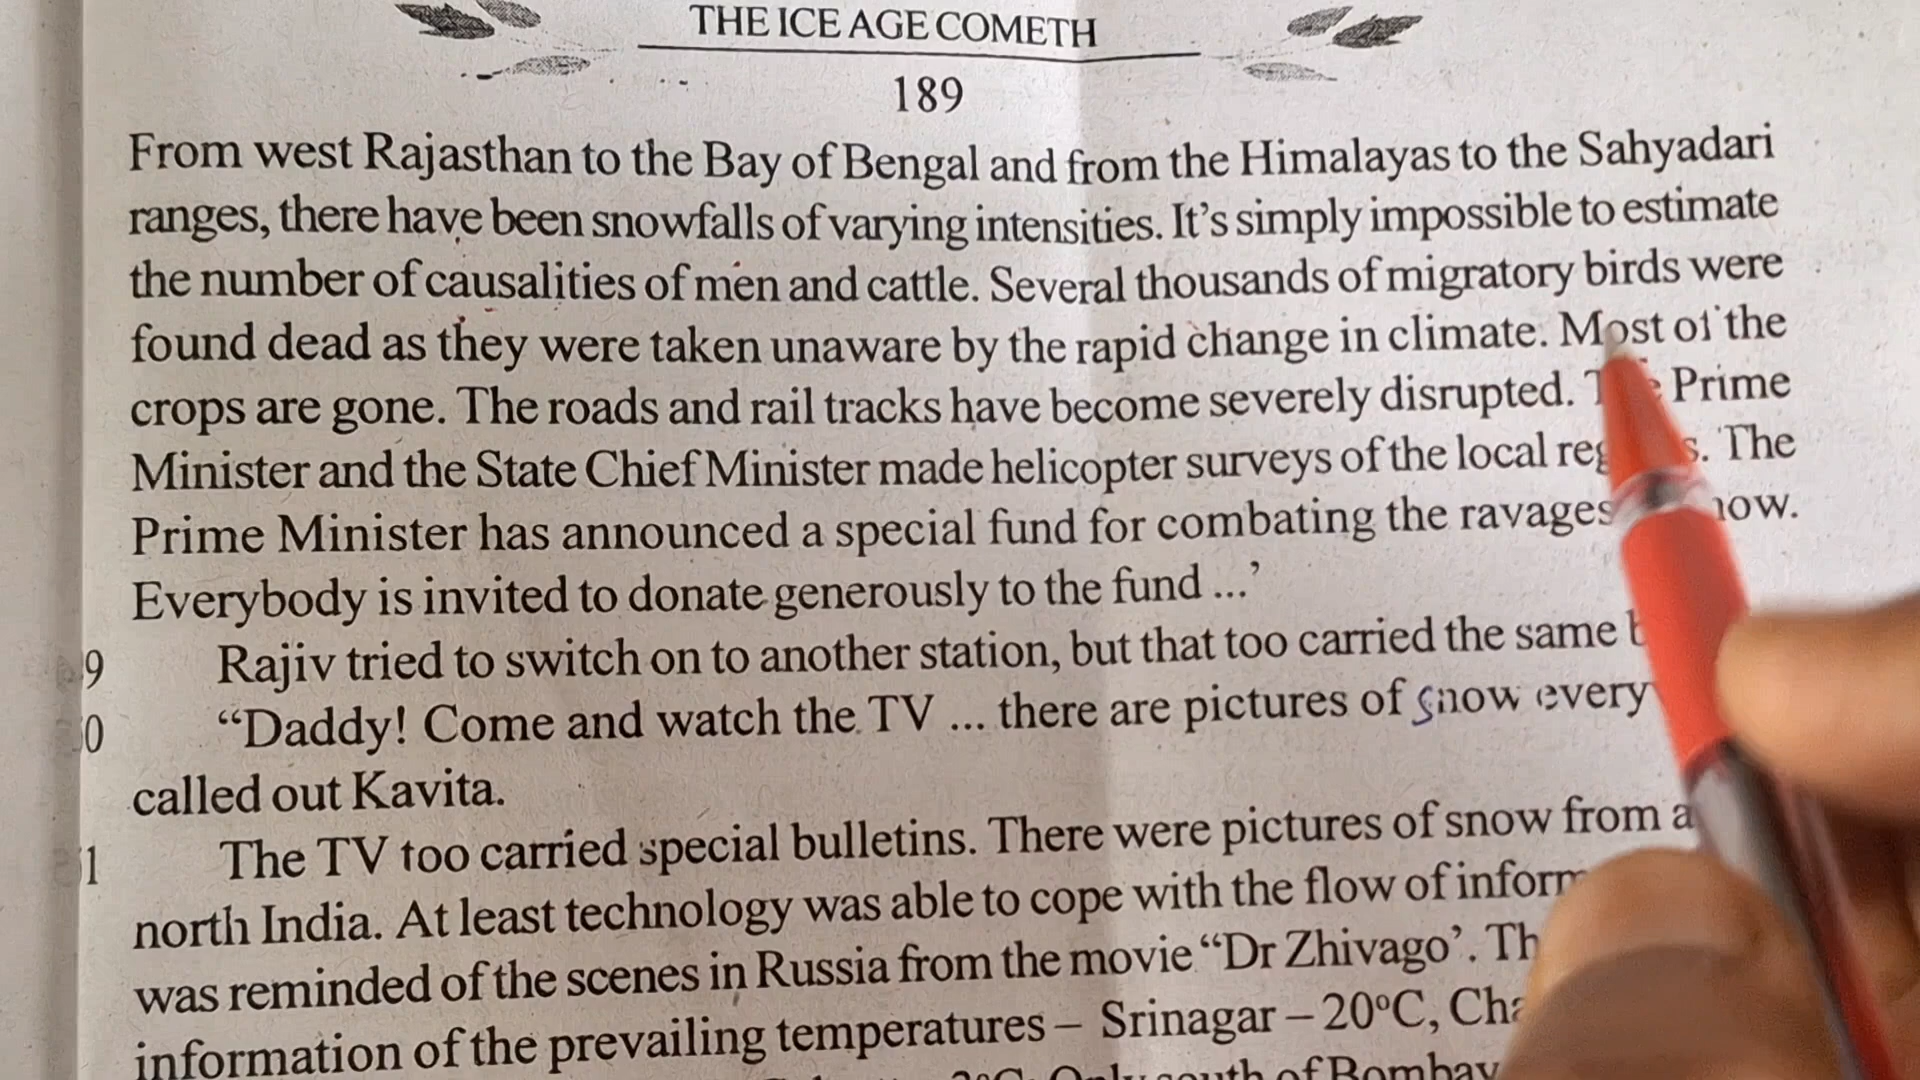 THE ICE AGE COMETH
189
From west Rajasthan to the Bay of Bengal and from the Himalayas to the Sahyadari
ranges, there have been snowfalls of varying intensities. It's simply impossible to estimate
the number of causalities of men and cattle. Several thousands of migratory birds were
found dead as they were taken unaware by the rapid change in climate. Most of the
crops are gone. The roads and rail tracks have become severely disrupted. The Prime
Minister and the State Chief Minister made helicopter surveys of the local The
Prime Minister has announced a special fund for combating the ravages
Everybody is invited to donate generously to the fund ...’
9 Rajiv tried to switch on to another station, but that too carried the same
0 “Daddy! Come and watch the TV ... there are pictures of snow every
called out Kavita.
1 The TV too carried special bulletins. There were pictures of snow from
north India. At least technology was able to cope with the flow of
was reminded of the scenes in Russia from the movie “Dr Zhivago’.
information of the prevailing temperatures – Srinagar – 20°C,
Only south of Bombay